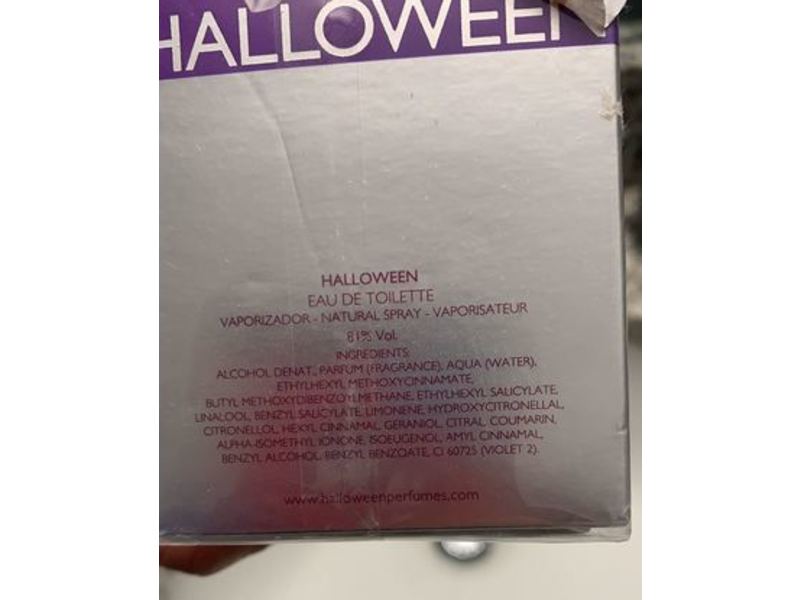 HALLOWEEN
HALLOWEEN
EAU DE TOILETTE
VAPORIZADOR - NATURAL SPRAY - VAPORISATEUR
81% Vol.
INGREDIENTS:
ALCOHOL DENAT., PARFUM (FRAGRANCE), AQUA (WATER),
ETHYLHEXYL METHOXYCINNAMATE,
BUTYL METHOXYDIBENZOYLMETHANE, ETHYLHEXYL SALICYLATE,
LINALOOL, BENZYL SALICYLATE, LIMONENE, HYDROXYCITRONELLAL,
CITRONELLOL, HEXYL CINNAMAL, GERANIOL, CITRAL, COUMARIN,
ALPHA-ISOMETHYL IONONE, ISOEUGENOL, AMYL CINNAMAL,
BENZYL ALCOHOL, BENZYL BENZOATE, CI 60725 (VIOLET 2).
www.halloweenperfumes.com